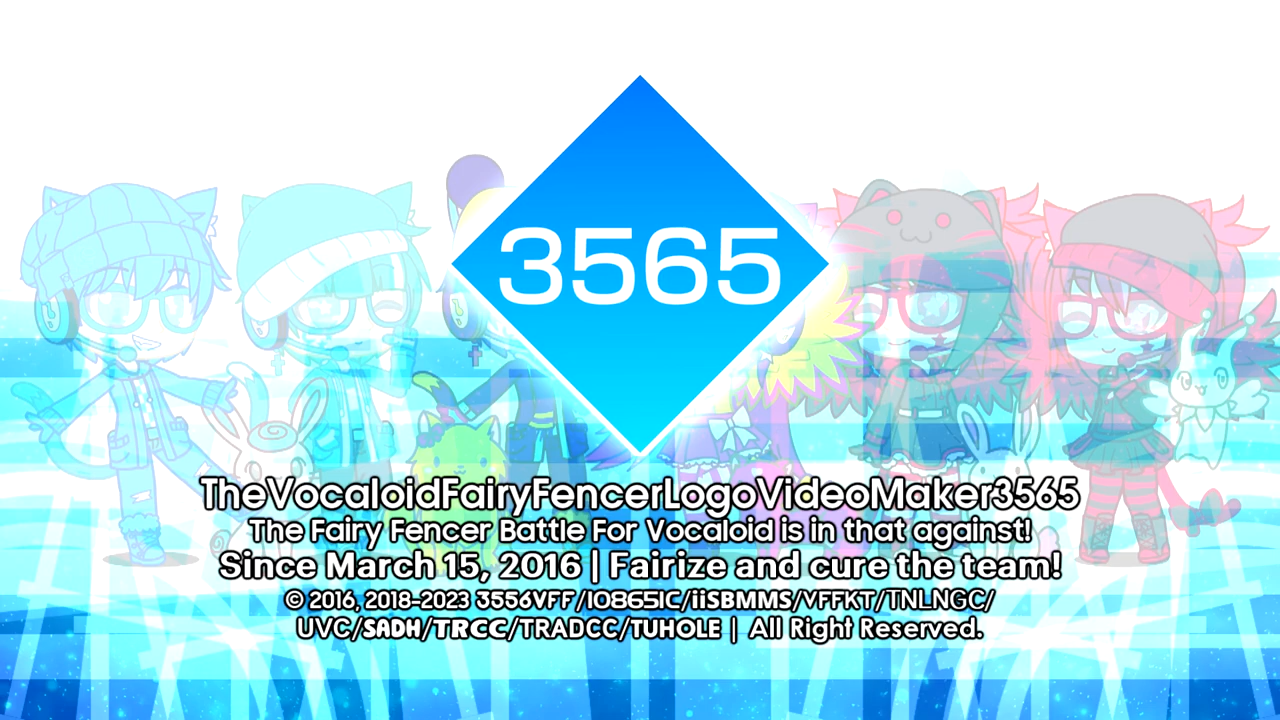 3565
TheVocaloidFairyFencerLogoVideoMaker3565
The Fairy Fencer Battle For Vocaloid is in that against!
Since March 15, 2016 | Fairize and cure the team!
© 2016, 2018-2023 3556VFF/IO865IC/iiSBMMS/VFFKT/TNLNGC/
UVC/SADH/TRCC/TRADCC/TUHOLE | All Right Reserved.